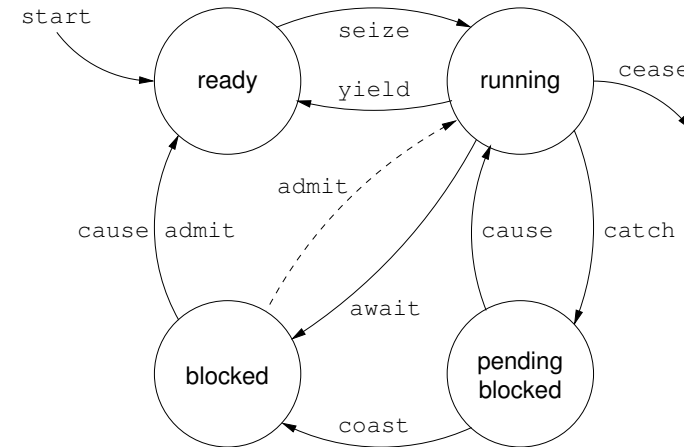 start
seize
ready
running
cease
yield
admit
cause admit
cause
catch
await
blocked
pending
blocked
coast